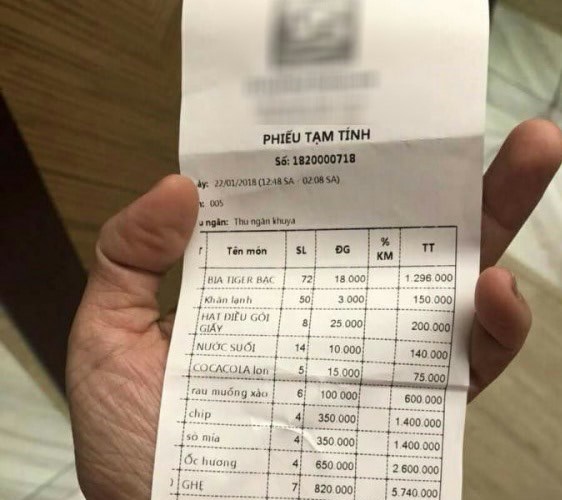 PHIẾU TẠM TÍNH
Số: 1820000718
ày: 22/01/2018 (12:48 SA - 02:08 SA)
: 005
u ngân: Thu ngân khuya
T Tên món SL ĐG % KM TT
BIA TIGER BẠC 72 18.000 1.296.000
Khăn lạnh 50 3.000 150.000
HẠT ĐIỀU GÓI GIẤY 8 25.000 200.000
NƯỚC SUỐI 14 10.000 140.000
COCACOLA lon 5 15.000 75.000
rau muống xào 6 100.000 600.000
chip 4 350.000 1.400.000
sò mía 4 350.000 1.400.000
Ốc hương 4 650.000 2.600.000
0 GHẸ 7 820.000 5.740.000